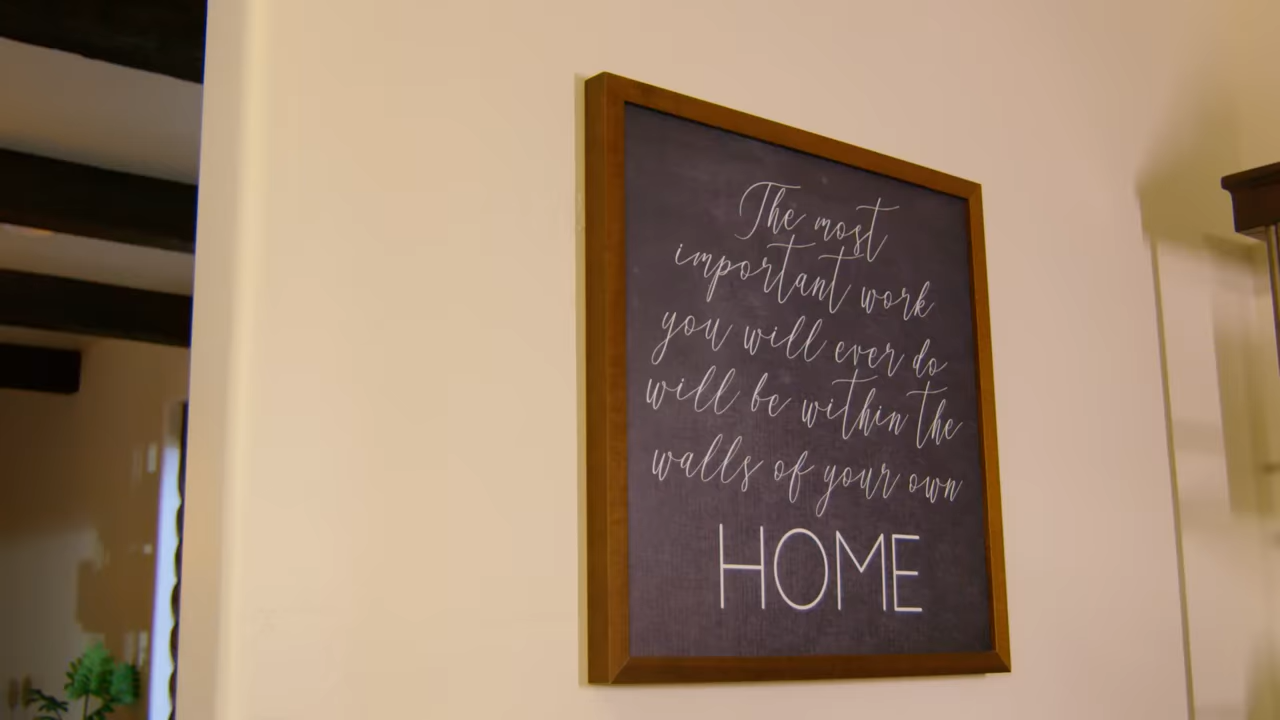 The most
important work
you will ever do
will be within the
walls of your own
HOME